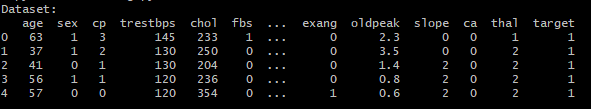 Dataset:
age sex cp trestbps chol fbs ... exang oldpeak slope ca thal target
0 63 1 3 145 233 1 ... 0 2.3 0 0 1 1
1 37 1 2 130 250 0 ... 0 3.5 0 0 2 1
2 41 0 1 130 204 0 ... 0 1.4 2 0 2 1
3 56 1 1 120 236 0 ... 0 0.8 2 0 2 1
4 57 0 0 120 354 0 ... 1 0.6 2 0 2 1